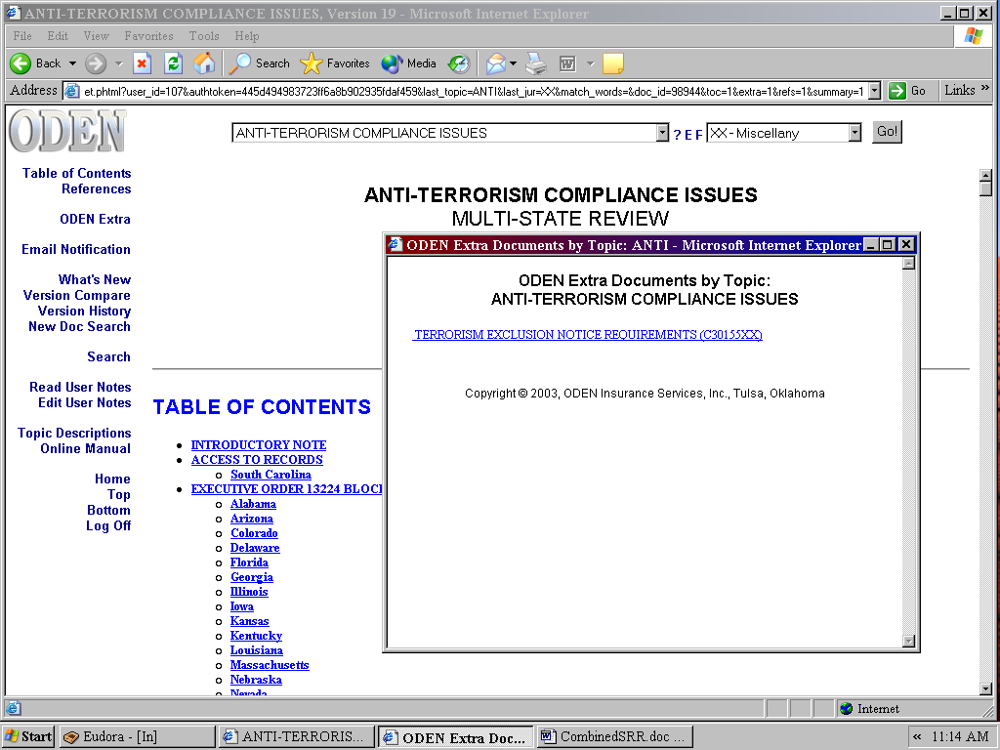 ANTI-TERRORISM COMPLIANCE ISSUES, Version 19 - Microsoft Internet Explorer
File Edit View Favorites Tools Help
Back Search Favorites Media
Address et.phtml?user_id=107&authtoken=445d494983723ff6a8b902935fdaf459&last_topic=ANTI&last_jur=XX&match_words=&doc_id=98944&toc=1&extra=1&refs=1&summary=1 Go Links »
ODEN
ANTI-TERRORISM COMPLIANCE ISSUES ? E F XX - Miscellany Go!
Table of Contents
References
ODEN Extra
Email Notification
What's New
Version Compare
Version History
New Doc Search
Search
Read User Notes
Edit User Notes
Topic Descriptions
Online Manual
Home
Top
Bottom
Log Off
ANTI-TERRORISM COMPLIANCE ISSUES
MULTI-STATE REVIEW
TABLE OF CONTENTS
INTRODUCTORY NOTE
ACCESS TO RECORDS
South Carolina
EXECUTIVE ORDER 13224 BLOC
Alabama
Arizona
Colorado
Delaware
Florida
Georgia
Illinois
Iowa
Kansas
Kentucky
Louisiana
Massachusetts
Nebraska
Nevada
ODEN Extra Documents by Topic: ANTI - Microsoft Internet Explorer
ODEN Extra Documents by Topic:
ANTI-TERRORISM COMPLIANCE ISSUES
TERRORISM EXCLUSION NOTICE REQUIREMENTS (C30155XX)
Copyright © 2003, ODEN Insurance Services, Inc., Tulsa, Oklahoma
Internet
Start Eudora - [In] ANTI-TERRORIS... ODEN Extra Doc... CombinedSRR.doc ... « 11:14 AM